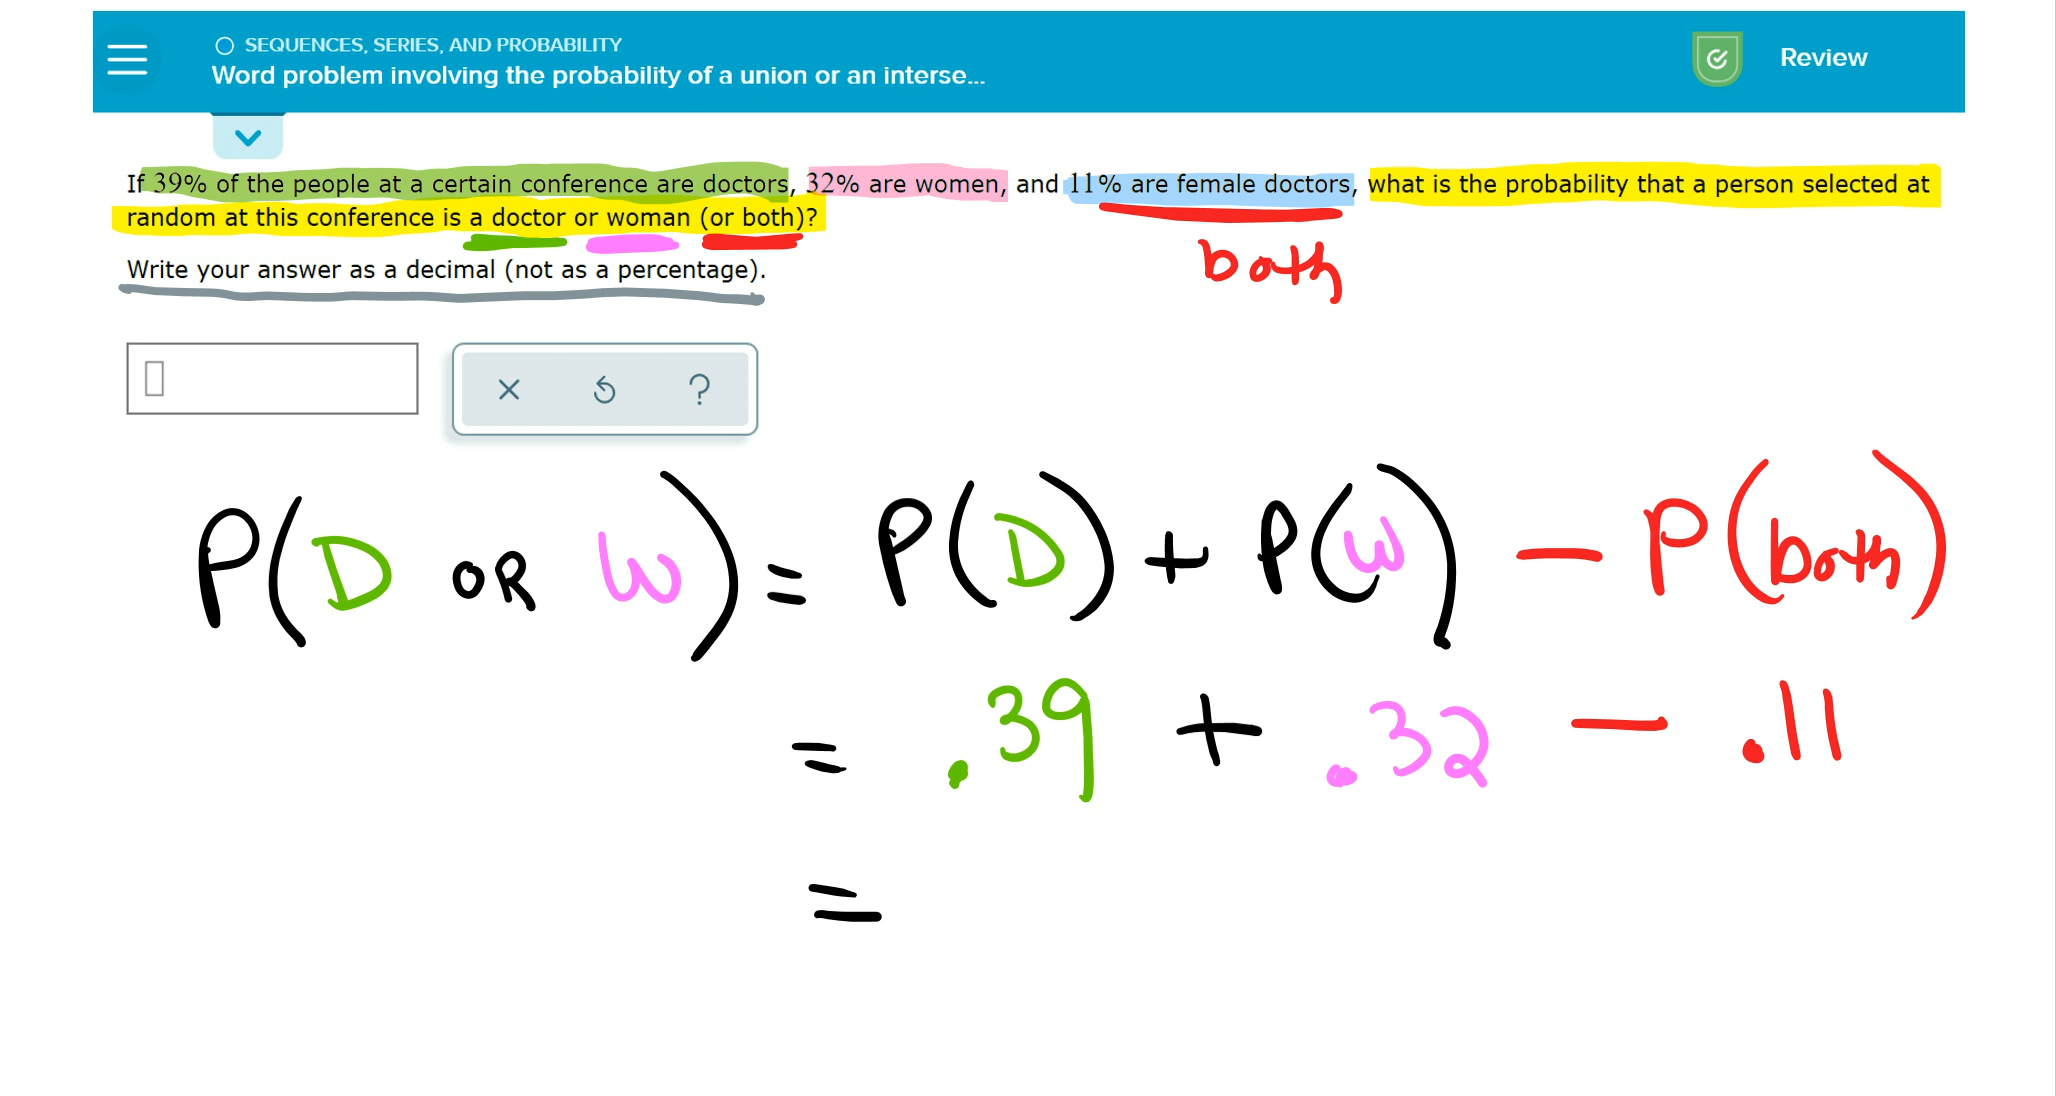 SEQUENCES, SERIES, AND PROBABILITY
Word problem involving the probability of a union or an interse...
Review
If 39% of the people at a certain conference are doctors, 32% are women, and 11% are female doctors, what is the probability that a person selected at
random at this conference is a doctor or woman (or both)?
both
Write your answer as a decimal (not as a percentage).
P(D OR W) = P(D) + P(W) - P(both)
= .39 + .32 - .11
=